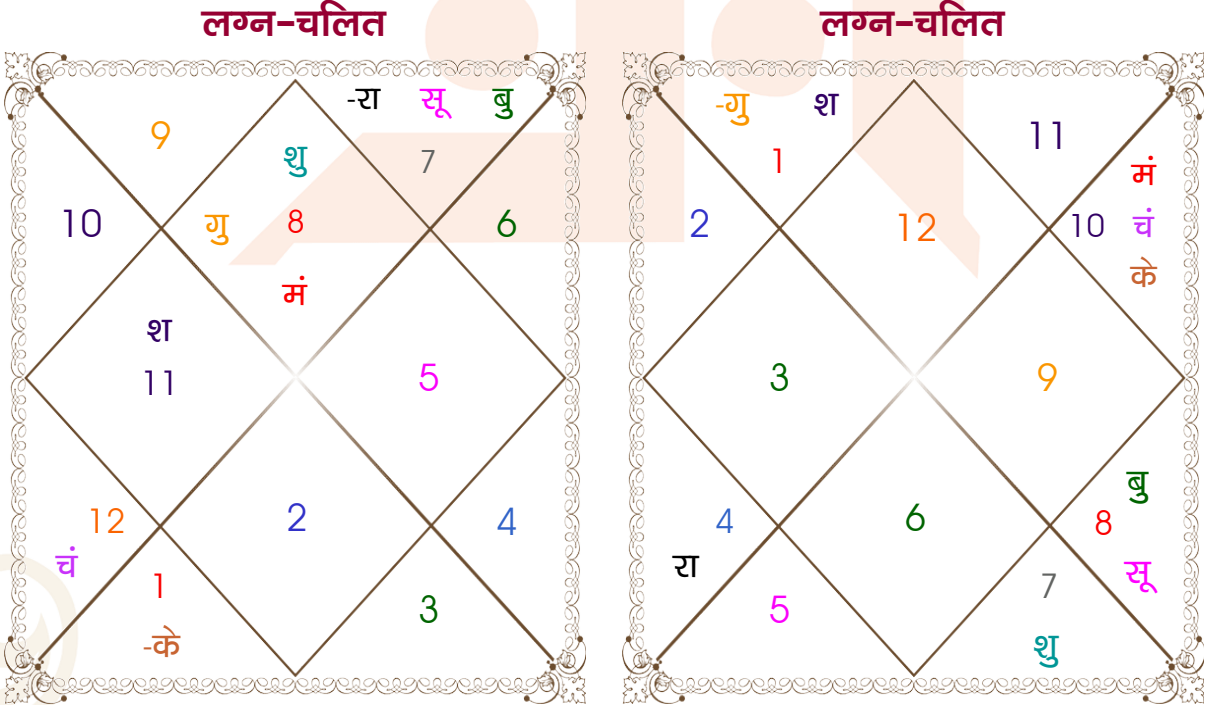 लग्न-चलित
-रा सू बु
9
शु
7
10
गु
8
6
मं
श
11
5
12
2
4
चं
1
3
-के
लग्न-चलित
-गु श
11
1
मं
2
12
10
चं
के
3
9
बु
4
6
8
रा
सू
7
5
शु